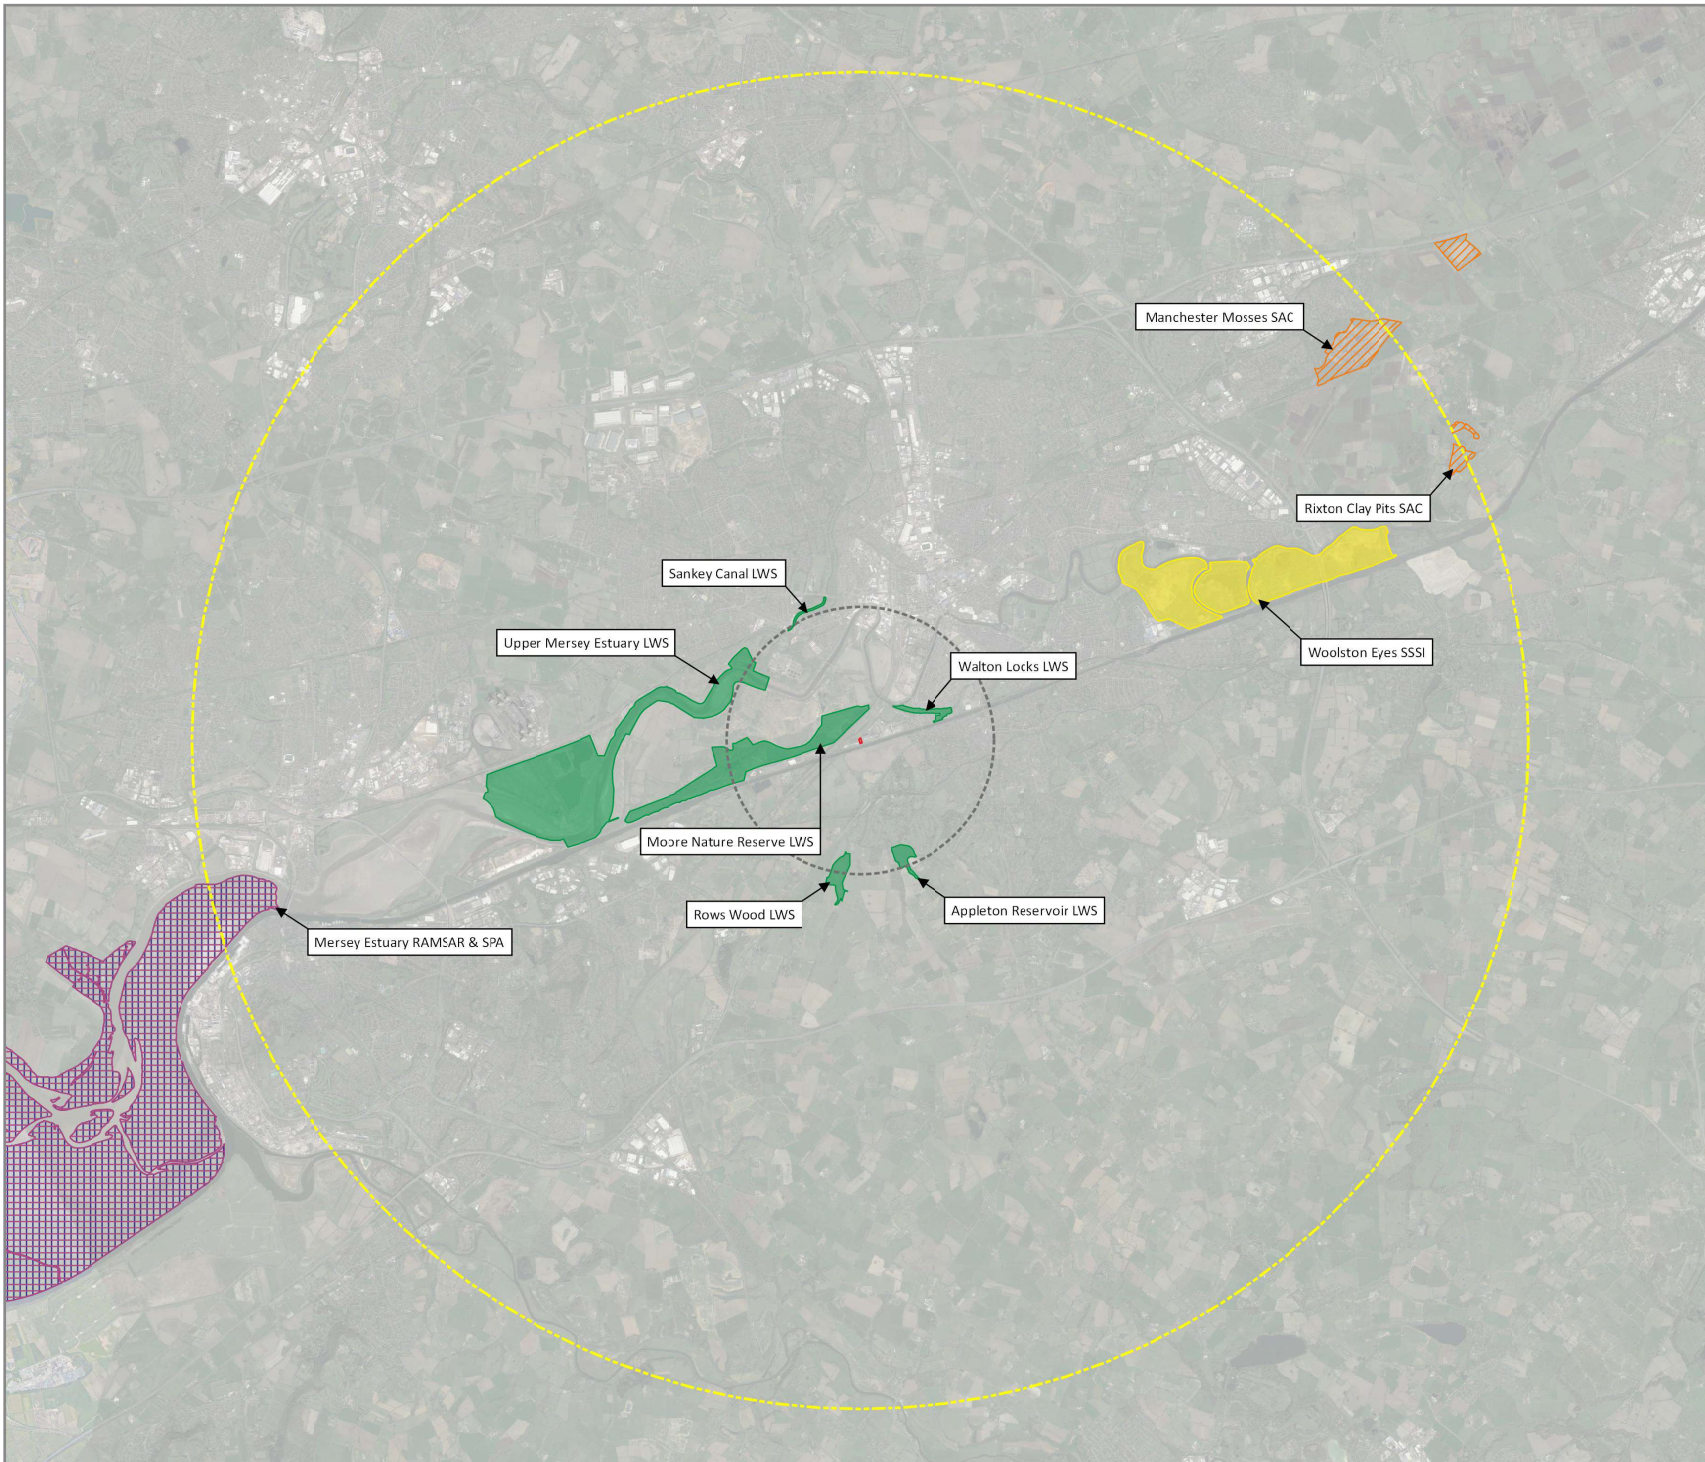 Manchester Mosses SAC
Rixton Clay Pits SAC
Sankey Canal LWS
Upper Mersey Estuary LWS
Woolston Eyes SSSI
Walton Locks LWS
Moore Nature Reserve LWS
Rows Wood LWS
Appleton Reservoir LWS
Mersey Estuary RAMSAR & SPA